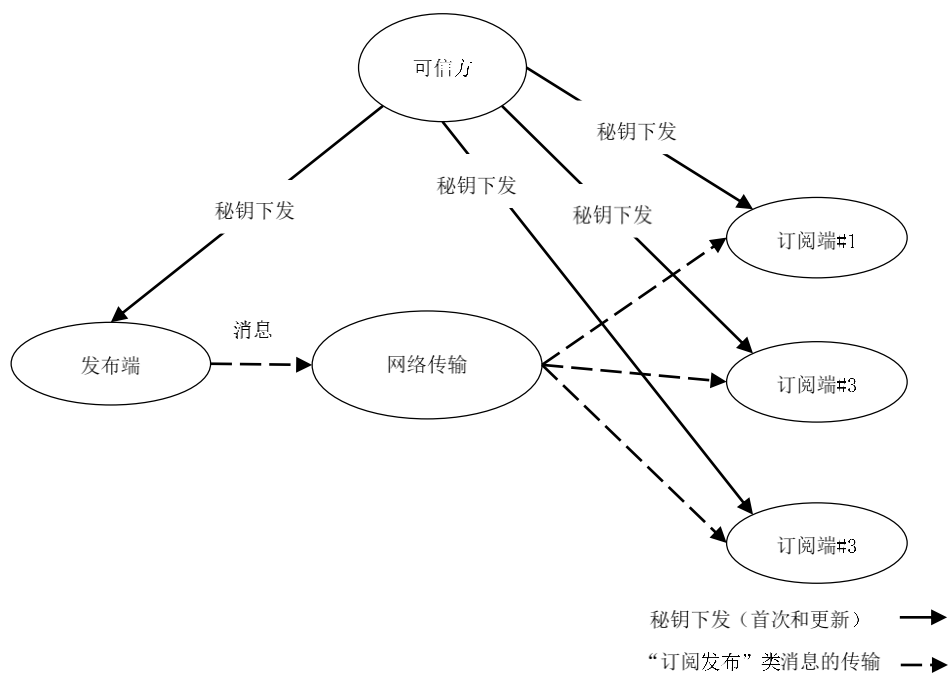 可信方
秘钥下发
秘钥下发
秘钥下发
秘钥下发
订阅端#1
消息
发布端
网络传输
订阅端#3
订阅端#3
秘钥下发（首次和更新）
“订阅发布”类消息的传输